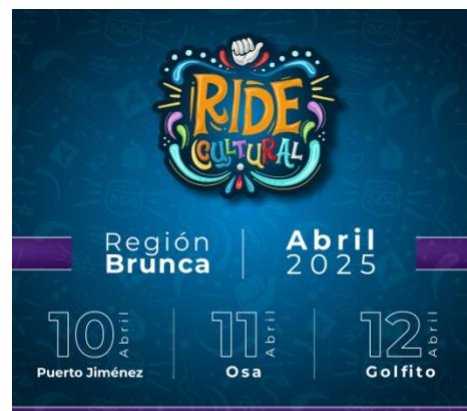 RIDE
CULTURAL
Región
Brunca
Abril
2025
10 Abril
Puerto Jiménez
11 Abril
Osa
12 Abril
Golfito